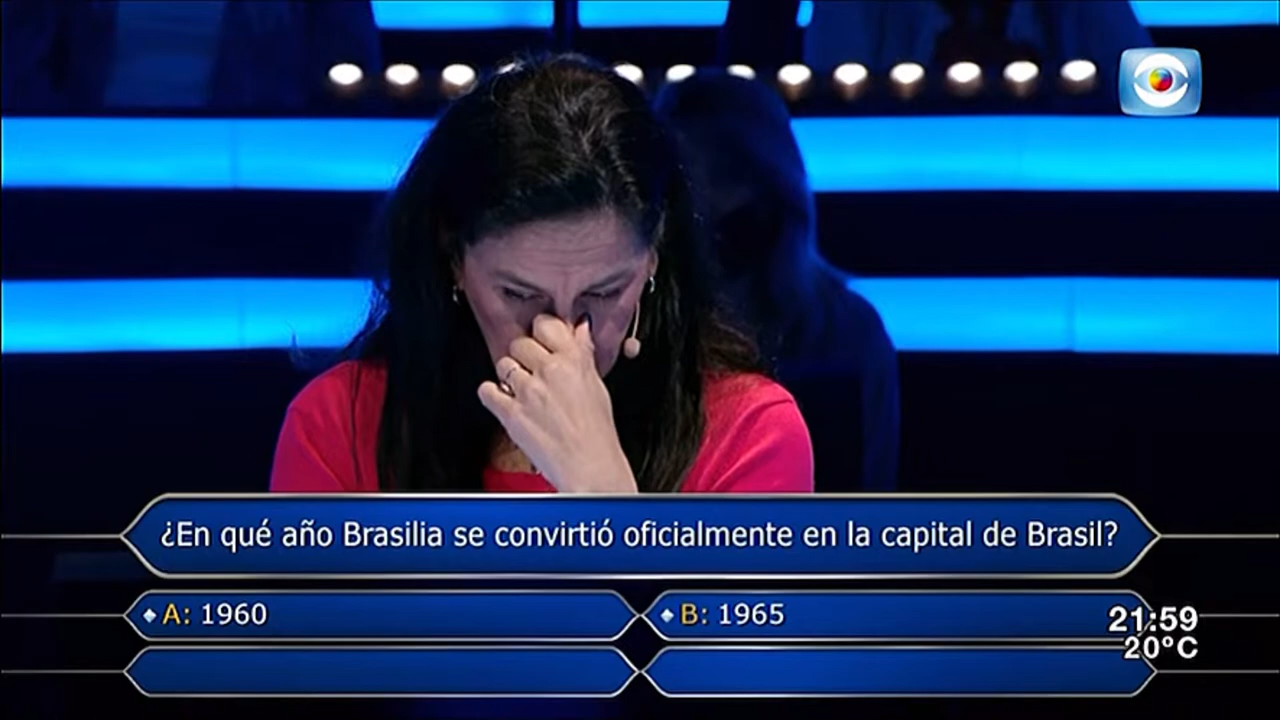 ¿En qué año Brasilia se convirtió oficialmente en la capital de Brasil?
A: 1960
B: 1965
21:59
20°C